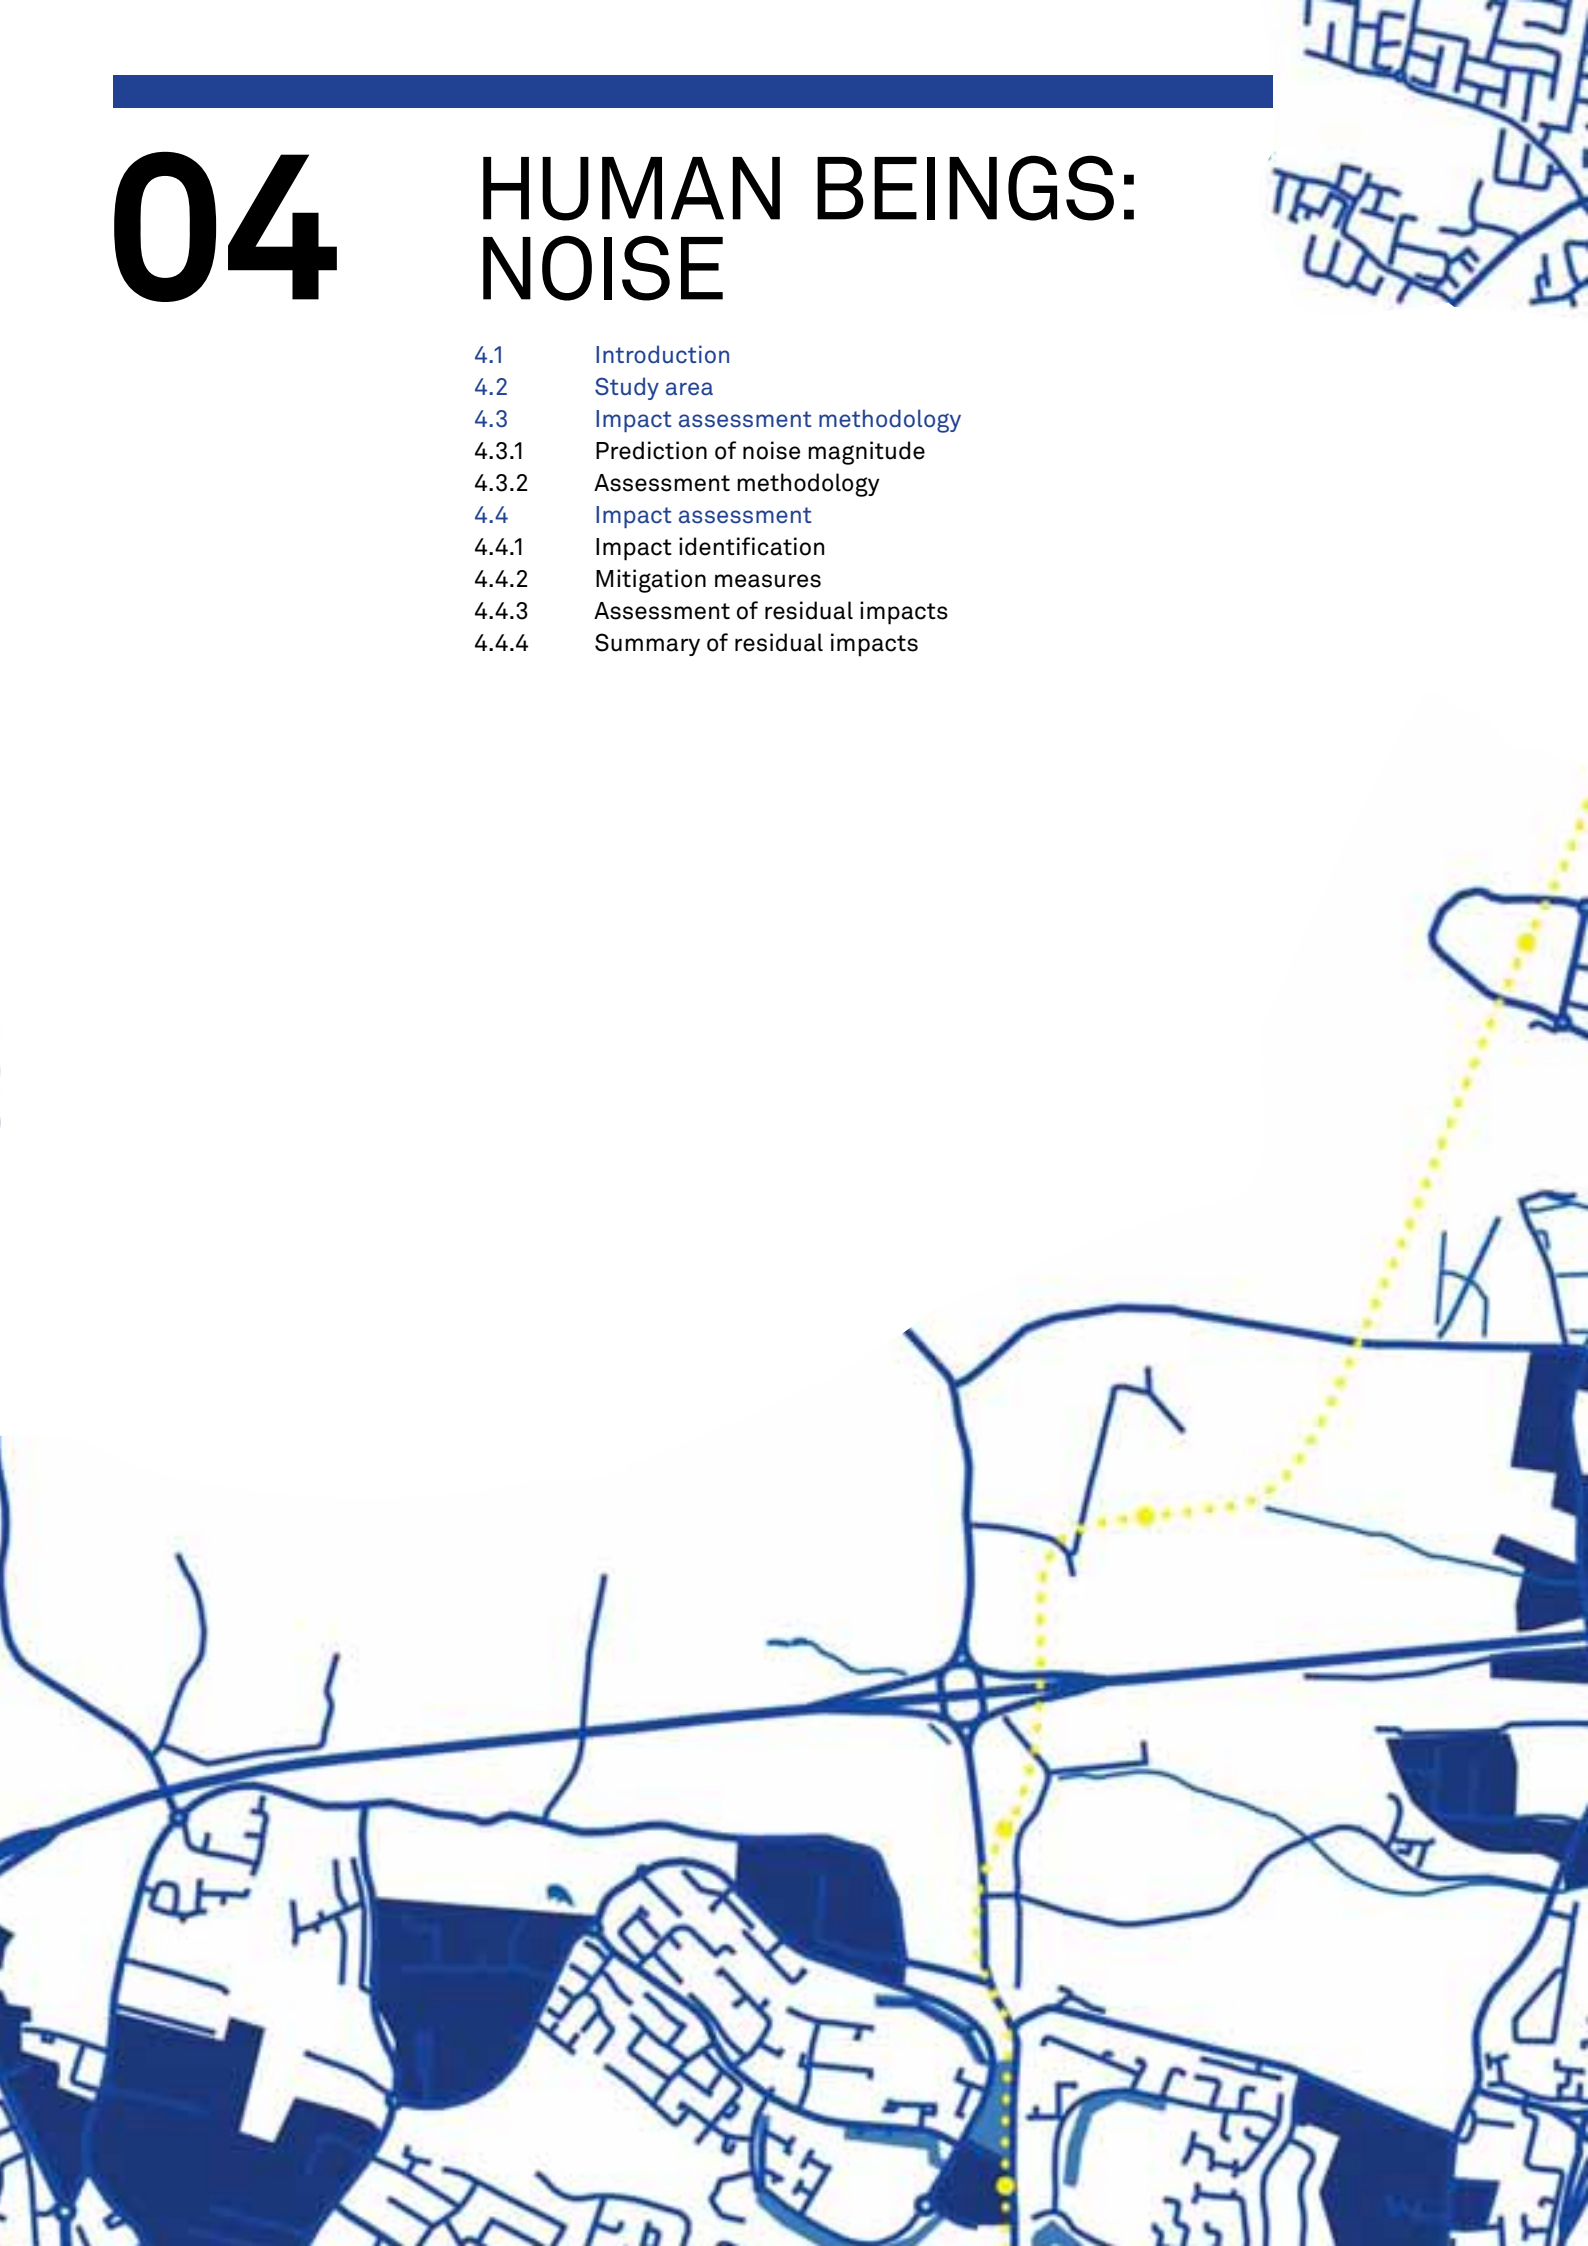 04
HUMAN BEINGS:
NOISE
4.1 Introduction
4.2 Study area
4.3 Impact assessment methodology
4.3.1 Prediction of noise magnitude
4.3.2 Assessment methodology
4.4 Impact assessment
4.4.1 Impact identification
4.4.2 Mitigation measures
4.4.3 Assessment of residual impacts
4.4.4 Summary of residual impacts